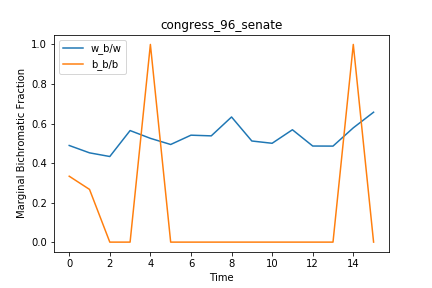 congress_96_senate
w_b/w
b_b/b
Marginal Bichromatic Fraction
1.0
0.8
0.6
0.4
0.2
0.0
0 2 4 6 8 10 12 14
Time